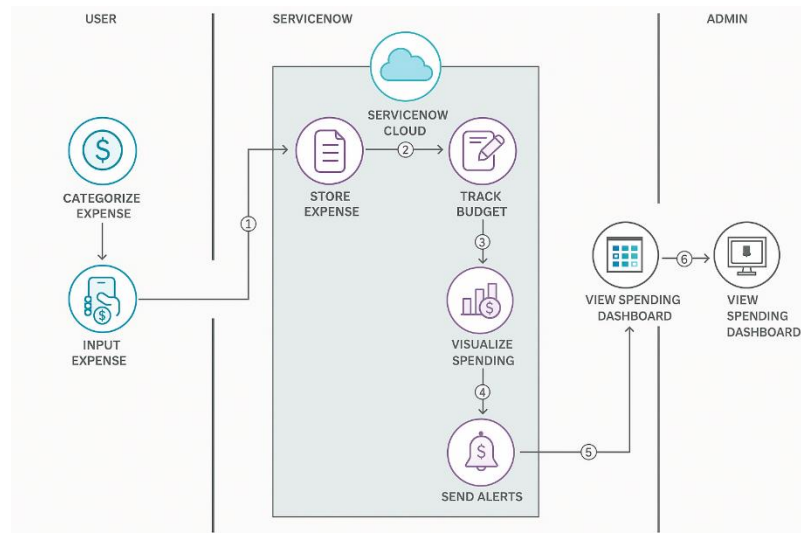 USER
SERVICENOW
ADMIN
SERVICENOW
CLOUD
CATEGORIZE
EXPENSE
1
INPUT
EXPENSE
STORE
EXPENSE
2
TRACK
BUDGET
3
VISUALIZE
SPENDING
4
SEND ALERTS
5
VIEW SPENDING
DASHBOARD
6
VIEW
SPENDING
DASHBOARD